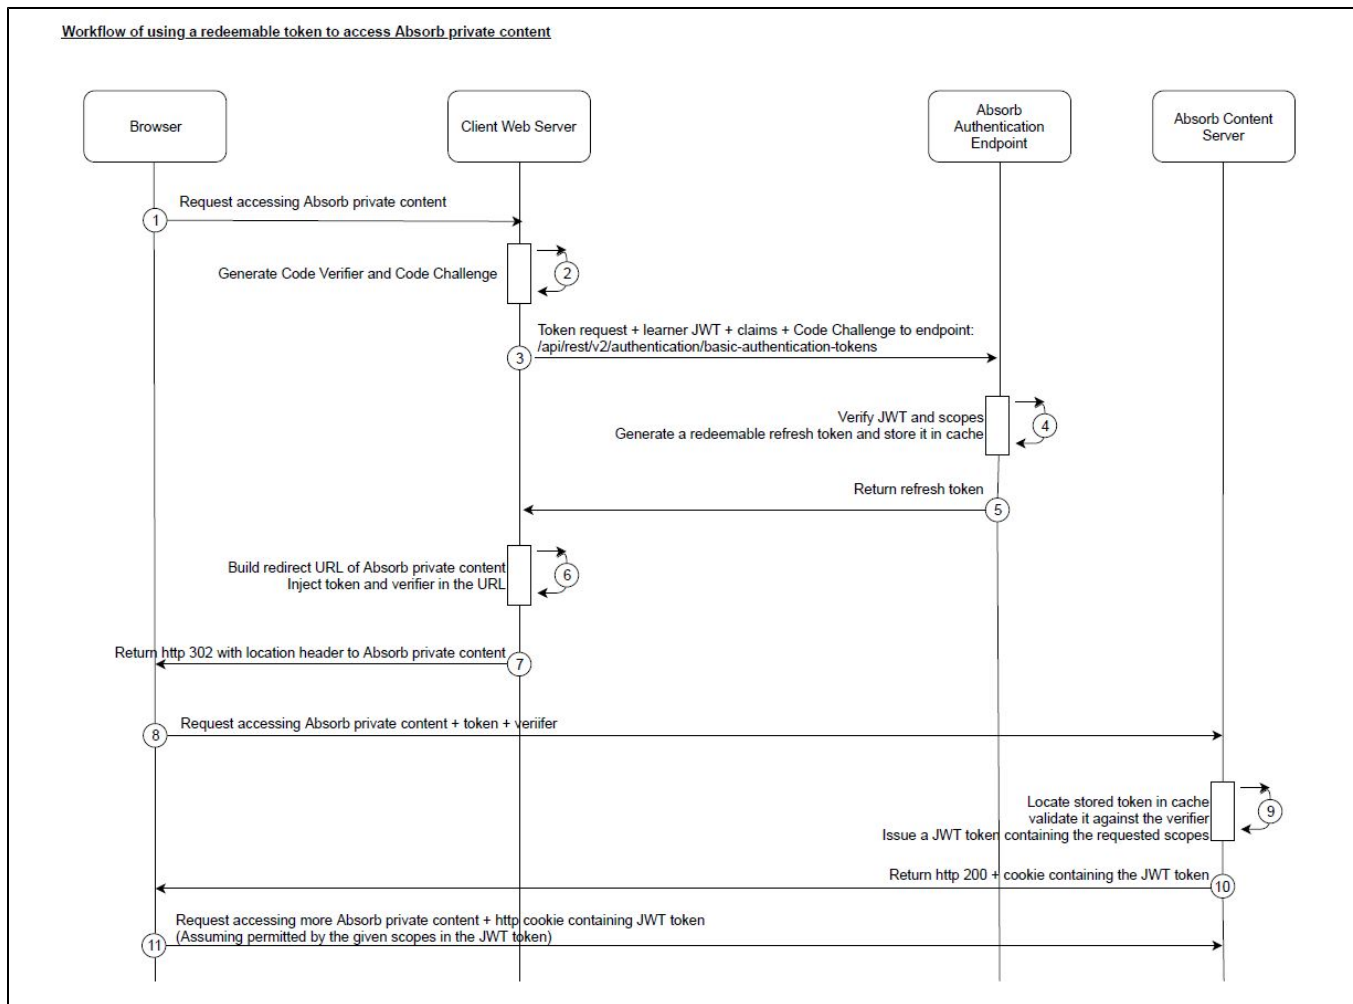 Workflow of using a redeemable token to access Absorb private content
Browser
Client Web Server
Absorb
Authentication
Endpoint
Absorb Content
Server
Request accessing Absorb private content
1
Generate Code Verifier and Code Challenge
2
Token request + learner JWT + claims + Code Challenge to endpoint:
/api/rest/v2/authentication/basic-authentication-tokens
3
Verify JWT and scopes
Generate a redeemable refresh token and store it in cache
4
Return refresh token
5
Build redirect URL of Absorb private content
Inject token and verifier in the URL
6
Return http 302 with location header to Absorb private content
7
Request accessing Absorb private content + token + veriifer
8
Locate stored token in cache
validate it against the verifier
Issue a JWT token containing the requested scopes
9
Return http 200 + cookie containing the JWT token
10
Request accessing more Absorb private content + http cookie containing JWT token
(Assuming permitted by the given scopes in the JWT token)
11